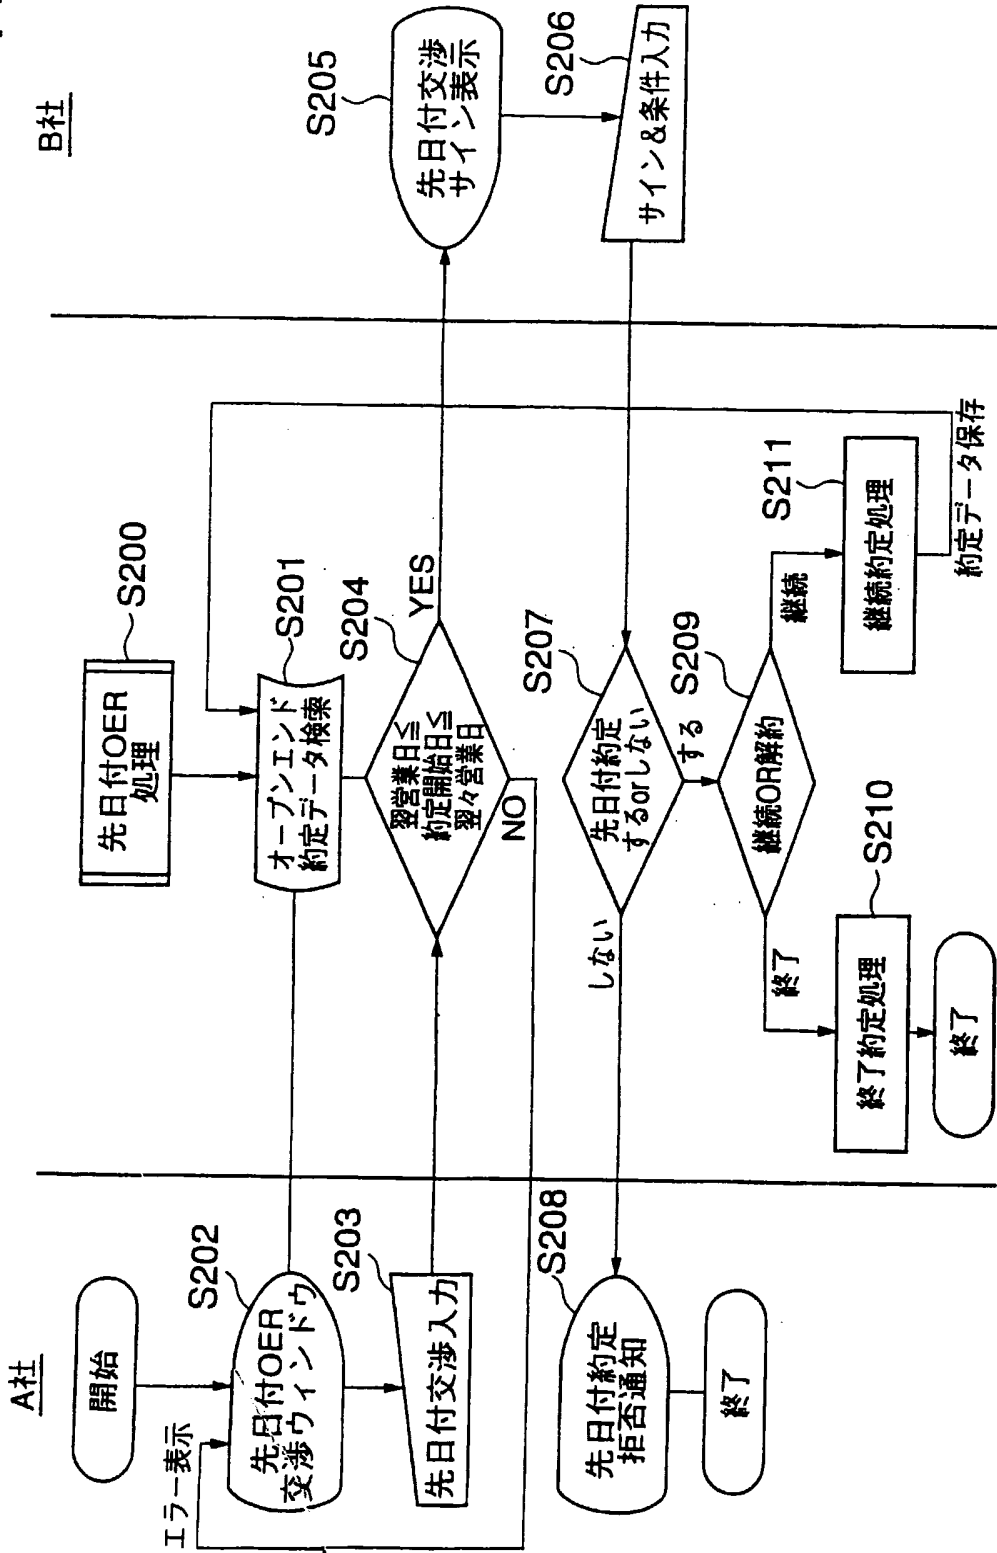 A社
B社
開始
エラー表示
S202
先日付OER
交渉ウィンドウ
S203
先日付交渉入力
S200
先日付OER
処理
S201
オープンエンド
約定データ検索
S204
翌営業日≦
約定開始日≦
翌々営業日
YES
NO
S205
先日付交渉
サイン表示
S206
サイン&条件入力
S207
先日付約定
するorしない
しない
する
S208
先日付約定
拒否通知
終了
S209
継続OR解約
終了
継続
S210
終了約定処理
終了
S211
継続約定処理
約定データ保存